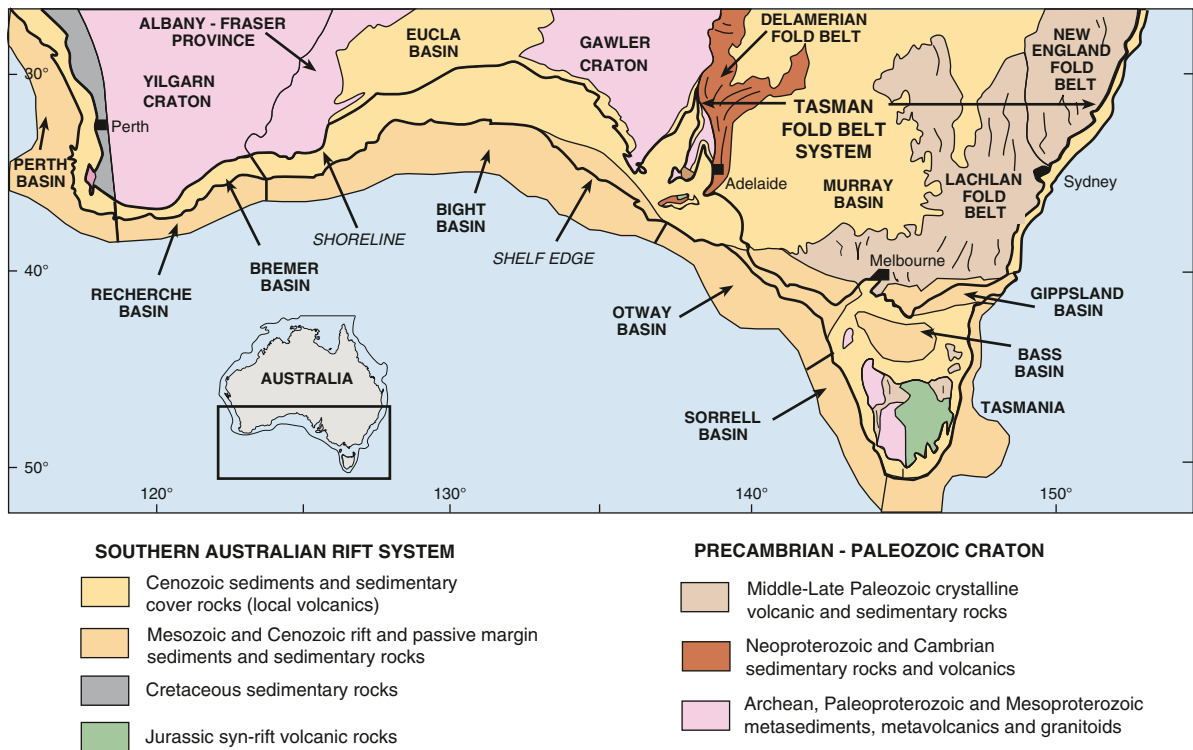 ALBANY - FRASER
PROVINCE
EUCLA
BASIN
GAWLER
CRATON
DELAMERIAN
FOLD BELT
NEW
ENGLAND
FOLD
BELT
30°
YILGARN
CRATON
Perth
TASMAN
FOLD BELT
SYSTEM
PERTH
BASIN
Adelaide
MURRAY
BASIN
LACHLAN
FOLD
BELT
Sydney
BIGHT
BASIN
SHORELINE
SHELF EDGE
Melbourne
40°
RECHERCHE
BASIN
BREMER
BASIN
OTWAY
BASIN
GIPPSLAND
BASIN
BASS
BASIN
AUSTRALIA
SORRELL
BASIN
TASMANIA
50°
120°
130°
140°
150°
SOUTHERN AUSTRALIAN RIFT SYSTEM
Cenozoic sediments and sedimentary
cover rocks (local volcanics)
Mesozoic and Cenozoic rift and passive margin
sediments and sedimentary rocks
Cretaceous sedimentary rocks
Jurassic syn-rift volcanic rocks
PRECAMBRIAN - PALEOZOIC CRATON
Middle-Late Paleozoic crystalline
volcanic and sedimentary rocks
Neoproterozoic and Cambrian
sedimentary rocks and volcanics
Archean, Paleoproterozoic and Mesoproterozoic
metasediments, metavolcanics and granitoids